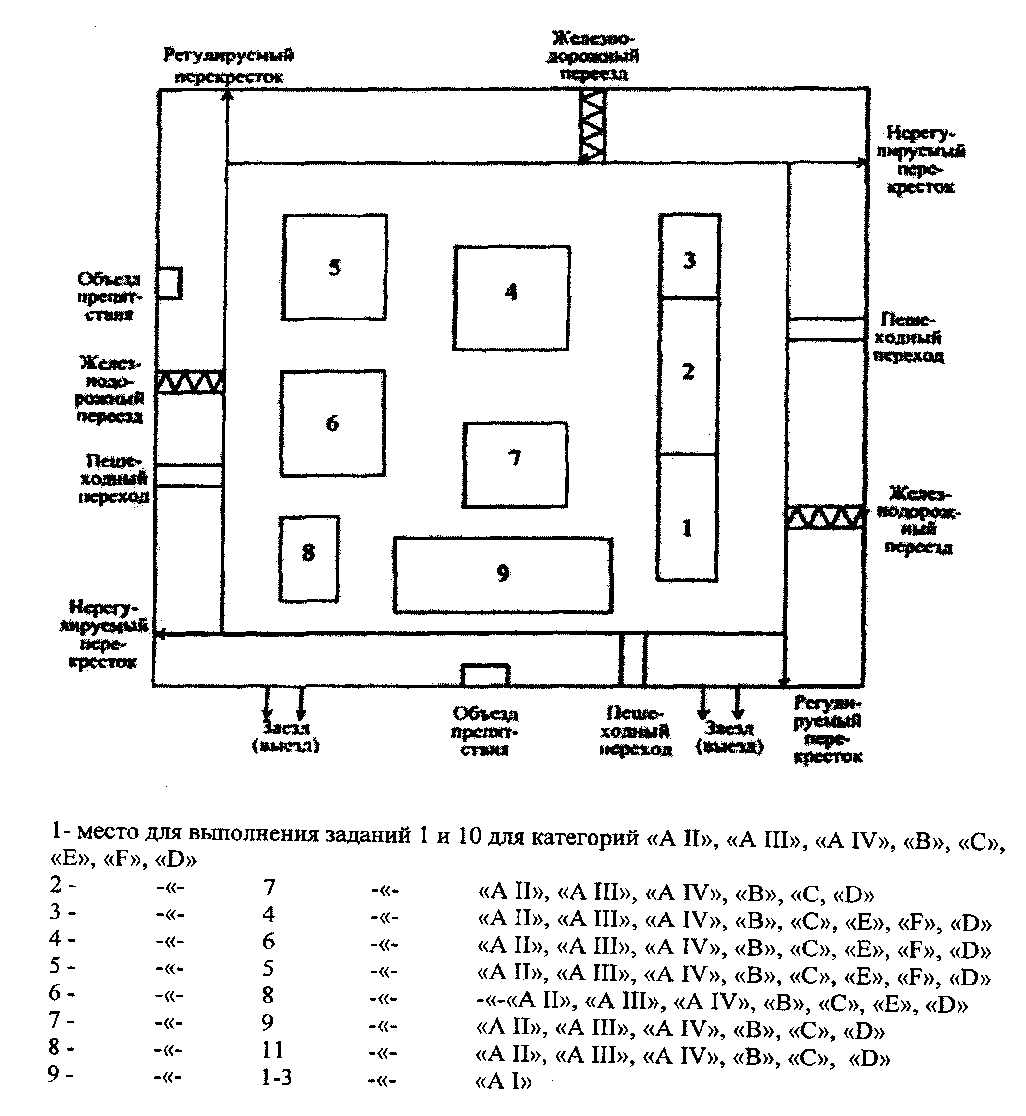 Регулируемый
перекресток
Железно-
дорожный
переезд
Нерегу-
лируемый
пере-
кресток
Объезд
препят-
ствия
5
4
3
Пеше-
ходный
переход
Желез-
нодо-
рожный
переезд
2
6
7
Пеше-
ходный
переход
Желез-
нодорож-
ный
переезд
1
8
9
Нерегу-
лируемый
пере-
кресток
Заезд
(выезд)
Объезд
препят-
ствия
Пеше-
ходный
переход
Заезд
(выезд)
Регули-
руемый
пере-
кресток
1- место для выполнения заданий 1 и 10 для категорий «А II», «А III», «А IV», «В», «С»,
«Е», «F», «D»
2 - -«- 7 -«- «А II», «А III», «А IV», «В», «С, «D»
3 - -«- 4 -«- «А II», «А III», «А IV», «В», «С», «Е», «F», «D»
4 - -«- 6 -«- «А II», «А III», «А IV», «В», «С», «Е», «F», «D»
5 - -«- 5 -«- «А II», «А III», «А IV», «В», «С», «Е», «F», «D»
6 - -«- 8 -«- -«-«А II», «А III», «А IV», «В», «С», «Е», «D»
7 - -«- 9 -«- «А II», «А III», «А IV», «В», «С», «D»
8 - -«- 11 -«- «А II», «А III», «А IV», «В», «С», «D»
9 - -«- 1-3 -«- «А I»